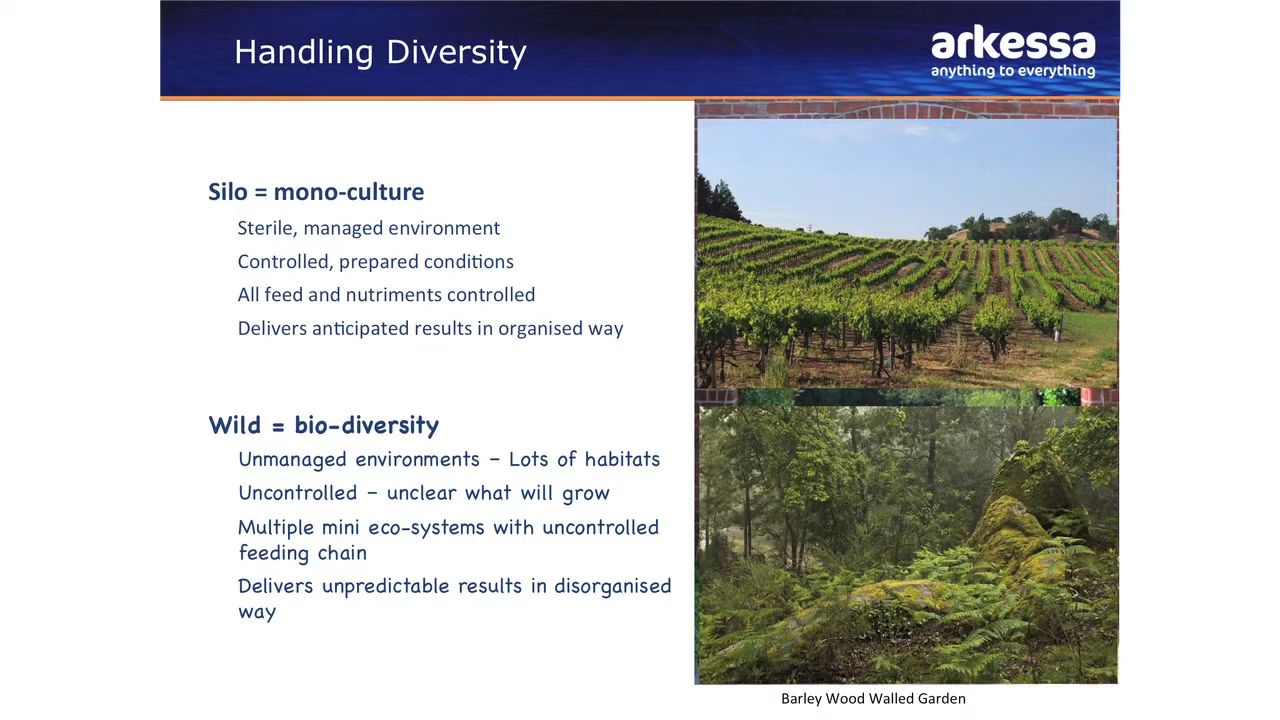 Handling Diversity
arkessa
anything to everything
Silo = mono-culture
Sterile, managed environment
Controlled, prepared conditions
All feed and nutriments controlled
Delivers anticipated results in organised way
Wild = bio-diversity
Unmanaged environments – Lots of habitats
Uncontrolled – unclear what will grow
Multiple mini eco-systems with uncontrolled
feeding chain
Delivers unpredictable results in disorganised
way
Barley Wood Walled Garden